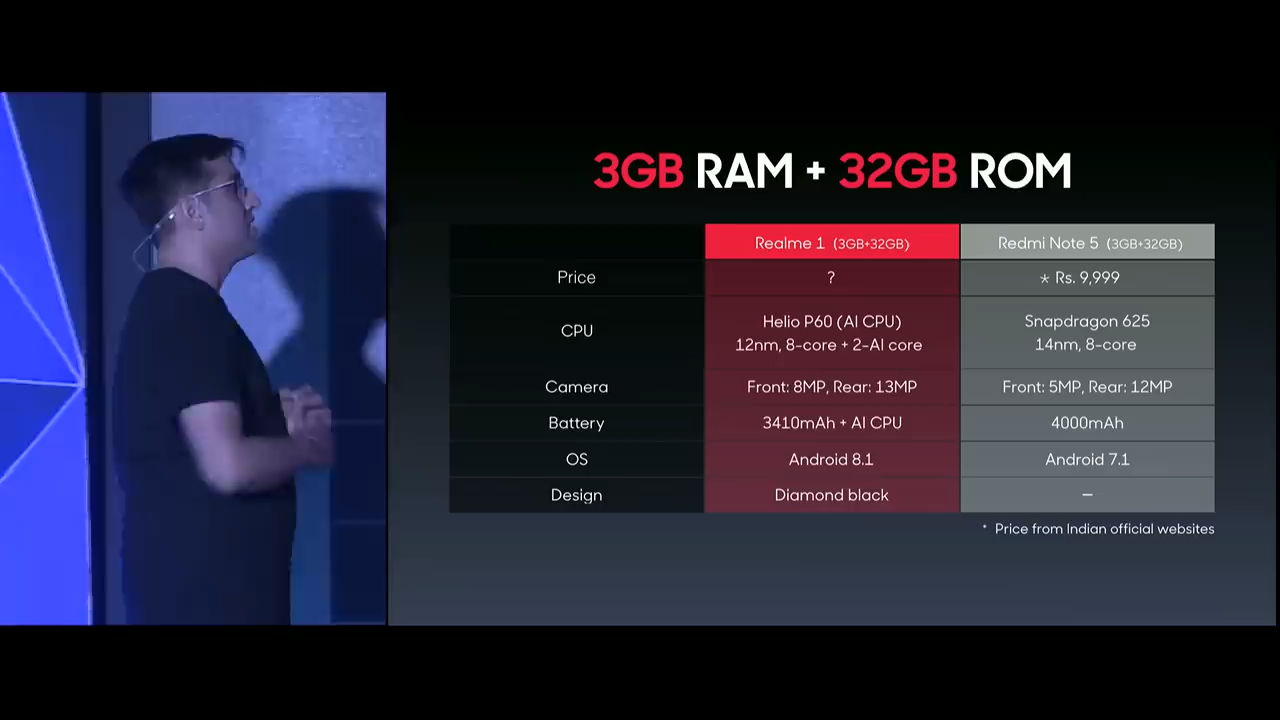 3GB RAM + 32GB ROM
Realme 1 (3GB+32GB) Redmi Note 5 (3GB+32GB)
Price ? * Rs. 9,999
CPU Helio P60 (AI CPU) Snapdragon 625
12nm, 8-core + 2-AI core 14nm, 8-core
Camera Front: 8MP, Rear: 13MP Front: 5MP, Rear: 12MP
Battery 3410mAh + AI CPU 4000mAh
OS Android 8.1 Android 7.1
Design Diamond black –
* Price from Indian official websites